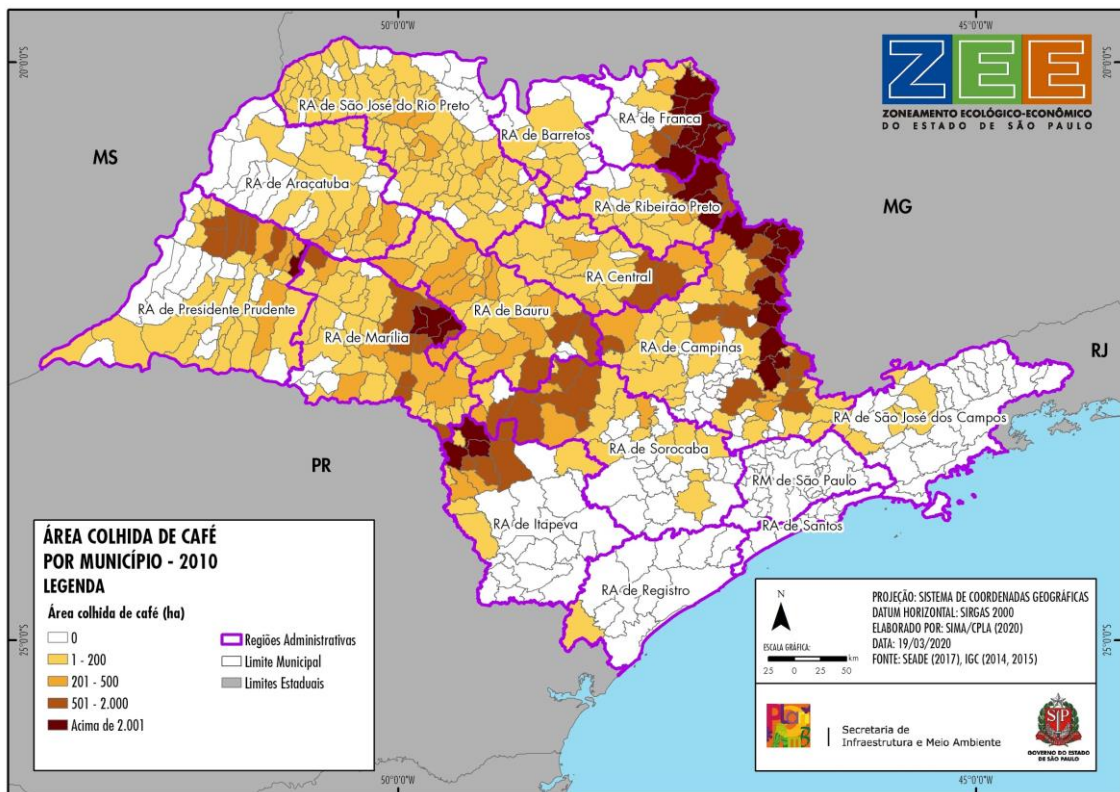 50°0'0"W
45°0'0"W
20°0'0"S
20°0'0"S
ZEE
ZONEAMENTO ECOLÓGICO-ECONÔMICO
DO ESTADO DE SÃO PAULO
RA de São José do Rio Preto
RA de Barretos
RA de Franca
MS
RA de Araçatuba
RA de Ribeirão Preto
MG
RA Central
RA de Presidente Prudente
RA de Bauru
RA de Marília
RA de Campinas
RJ
RA de São José dos Campos
RA de Sorocaba
PR
RM de São Paulo
RA de Itapeva
RA de Santos
RA de Registro
ÁREA COLHIDA DE CAFÉ
POR MUNICÍPIO - 2010
LEGENDA
Área colhida de café (ha)
0
1 - 200
201 - 500
501 - 2.000
Acima de 2.001
Regiões Administrativas
Limite Municipal
Limites Estaduais
N
ESCALA GRÁFICA:
25 0 25 50 km
PROJEÇÃO: SISTEMA DE COORDENADAS GEOGRÁFICAS
DATUM HORIZONTAL: SIRGAS 2000
ELABORADO POR: SIMA/CPLA (2020)
DATA: 19/03/2020
FONTE: SEADE (2017), IGC (2014, 2015)
Secretaria de
Infraestrutura e Meio Ambiente
GOVERNO DO ESTADO
DE SÃO PAULO
25°0'0"S
25°0'0"S
50°0'0"W
45°0'0"W